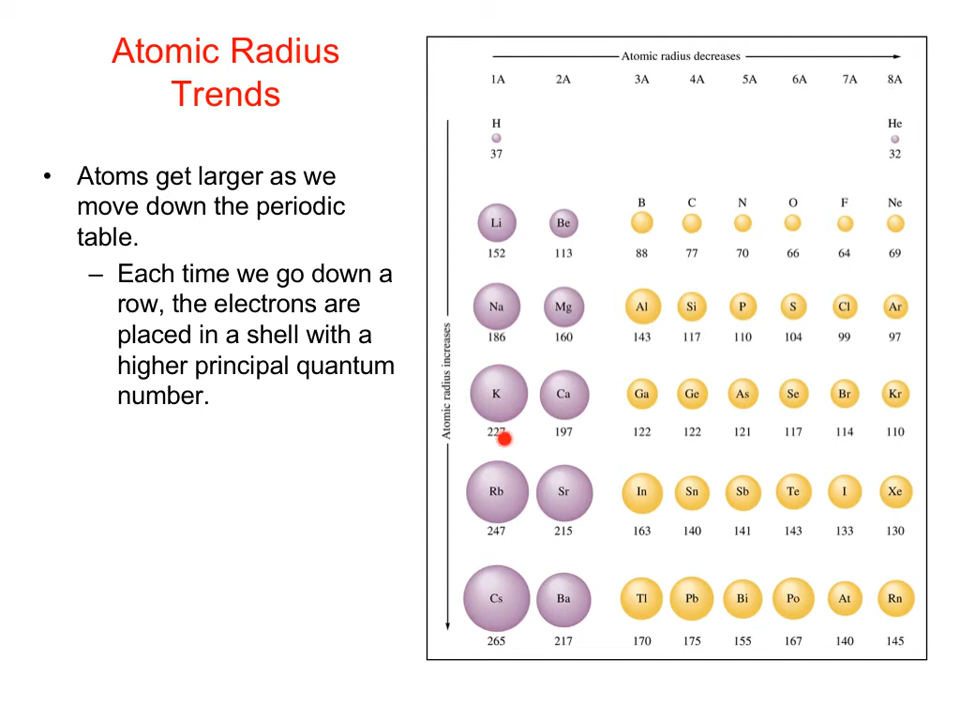 Atomic Radius
Trends
• Atoms get larger as we
move down the periodic
table.
– Each time we go down a
row, the electrons are
placed in a shell with a
higher principal quantum
number.
Atomic radius decreases
1A 2A 3A 4A 5A 6A 7A 8A
H He
37 32
B C N O F Ne
Li Be
152 113 88 77 70 66 64 69
Na Mg Al Si P S Cl Ar
186 160 143 117 110 104 99 97
Atomic radius increases
K Ca Ga Ge As Se Br Kr
227 197 122 122 121 117 114 110
Rb Sr In Sn Sb Te I Xe
247 215 163 140 141 143 133 130
Cs Ba Tl Pb Bi Po At Rn
265 217 170 175 155 167 140 145